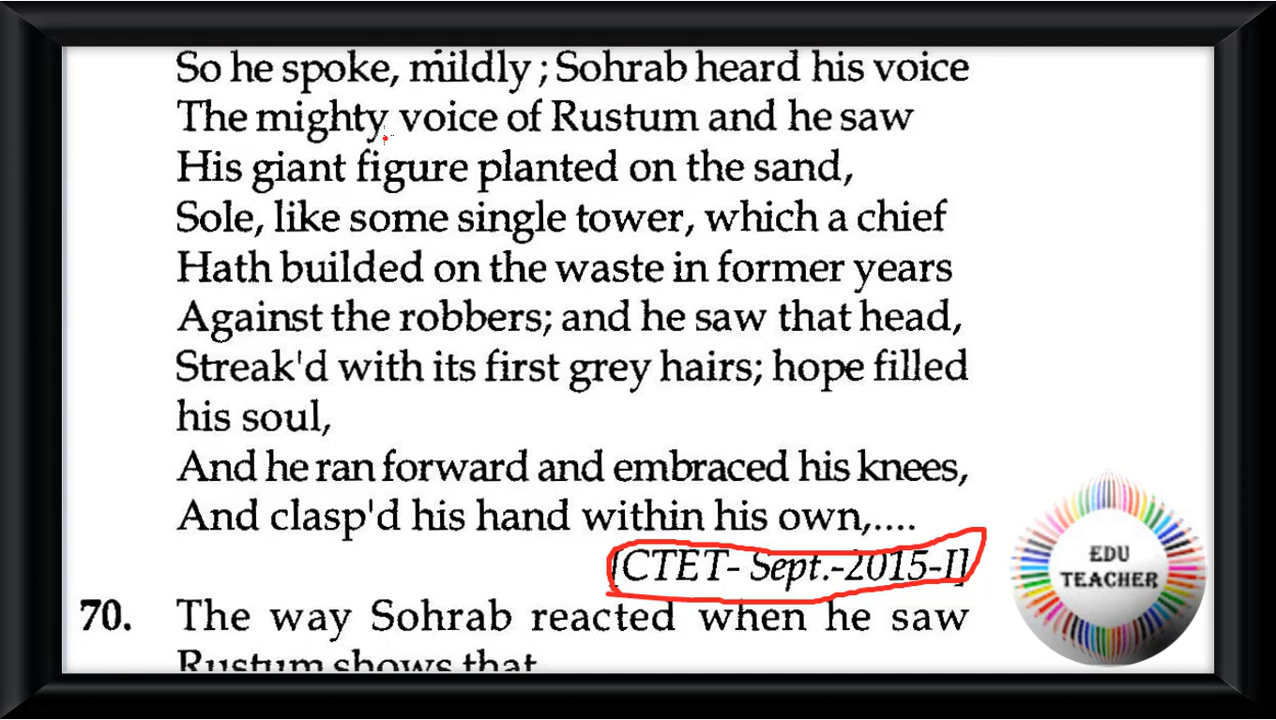 So he spoke, mildly ; Sohrab heard his voice
The mighty voice of Rustum and he saw
His giant figure planted on the sand,
Sole, like some single tower, which a chief
Hath builded on the waste in former years
Against the robbers; and he saw that head,
Streak'd with its first grey hairs; hope filled
his soul,
And he ran forward and embraced his knees,
And clasp'd his hand within his own,....
[CTET- Sept.-2015-I]
70. The way Sohrab reacted when he saw
Rustum shows that
EDU
TEACHER